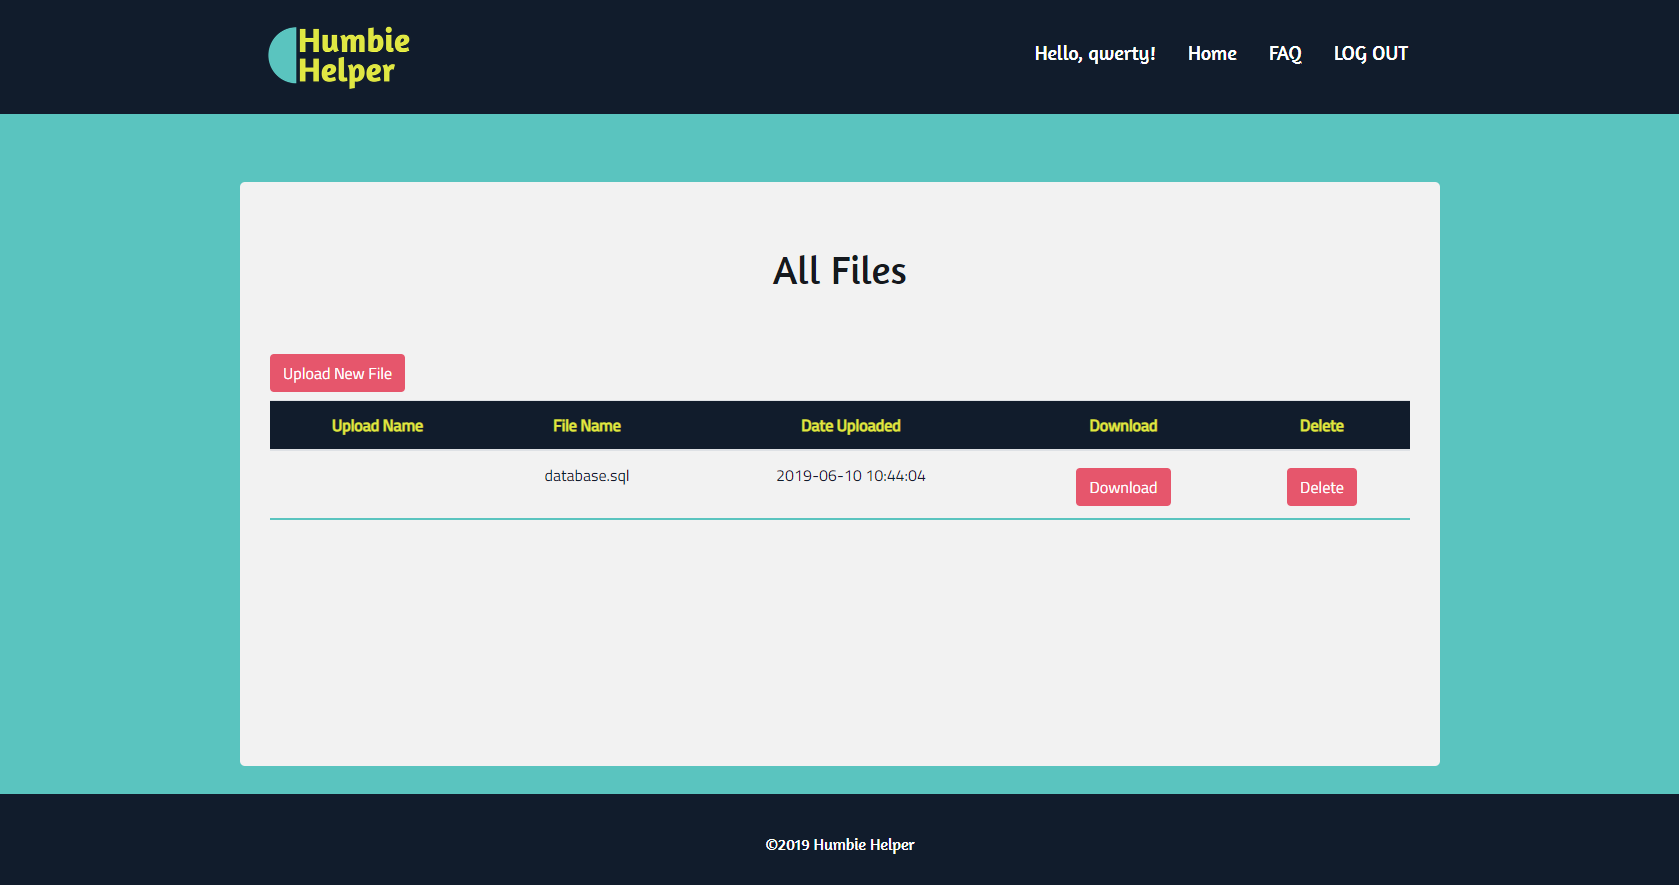 Humbie
Helper
Hello, qwerty! Home FAQ LOG OUT
All Files
Upload New File
Upload Name File Name Date Uploaded Download Delete
database.sql 2019-06-10 10:44:04 Download Delete
©2019 Humbie Helper